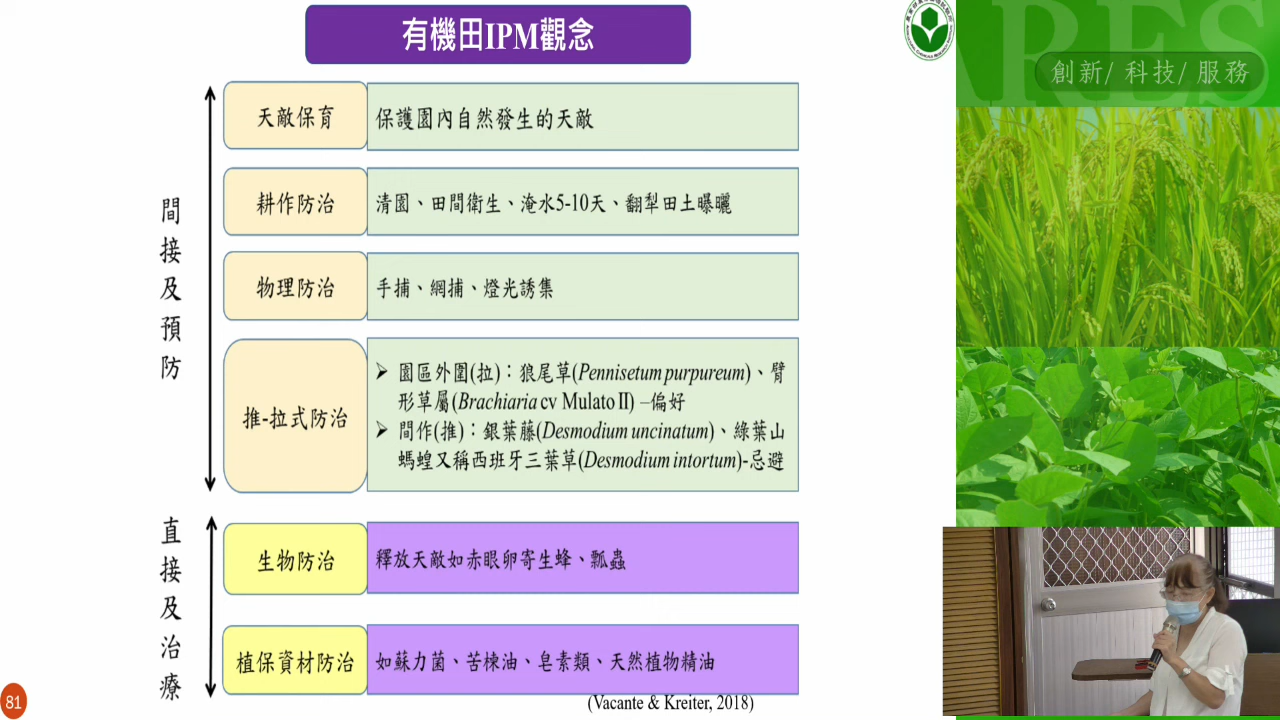 有機田IPM觀念
創新/ 科技/ 服務
間接及預防
天敵保育
保護園內自然發生的天敵
耕作防治
清園、田間衛生、淹水5-10天、翻犁田土曝曬
物理防治
手捕、網捕、燈光誘集
推-拉式防治
➤ 園區外圍(拉)：狼尾草(Pennisetum purpureum)、臂
形草屬(Brachiaria cv Mulato II) –偏好
➤ 間作(推)：銀葉藤(Desmodium uncinatum)、綠葉山
螞蝗又稱西班牙三葉草(Desmodium intortum)-忌避
直接及治療
生物防治
釋放天敵如赤眼卵寄生蜂、瓢蟲
植保資材防治
如蘇力菌、苦楝油、皂素類、天然植物精油
(Vacante & Kreiter, 2018)
81